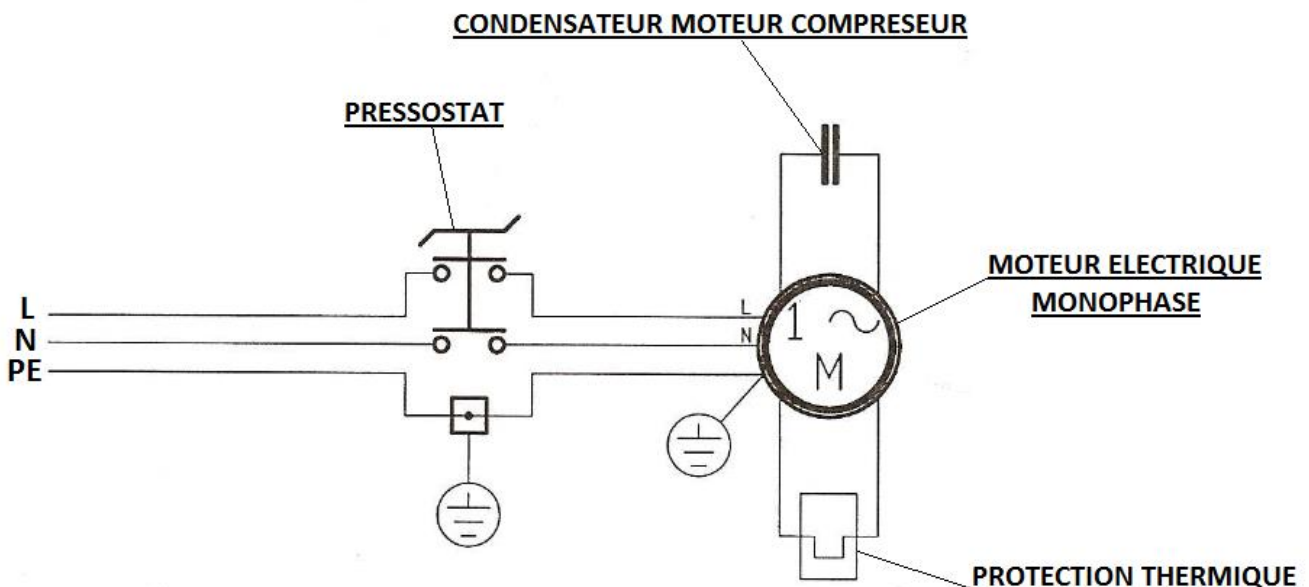 CONDENSATEUR MOTEUR COMPRESEUR
PRESSOSTAT
MOTEUR ELECTRIQUE
MONOPHASE
L
N
PE
L
N
1
M
PROTECTION THERMIQUE